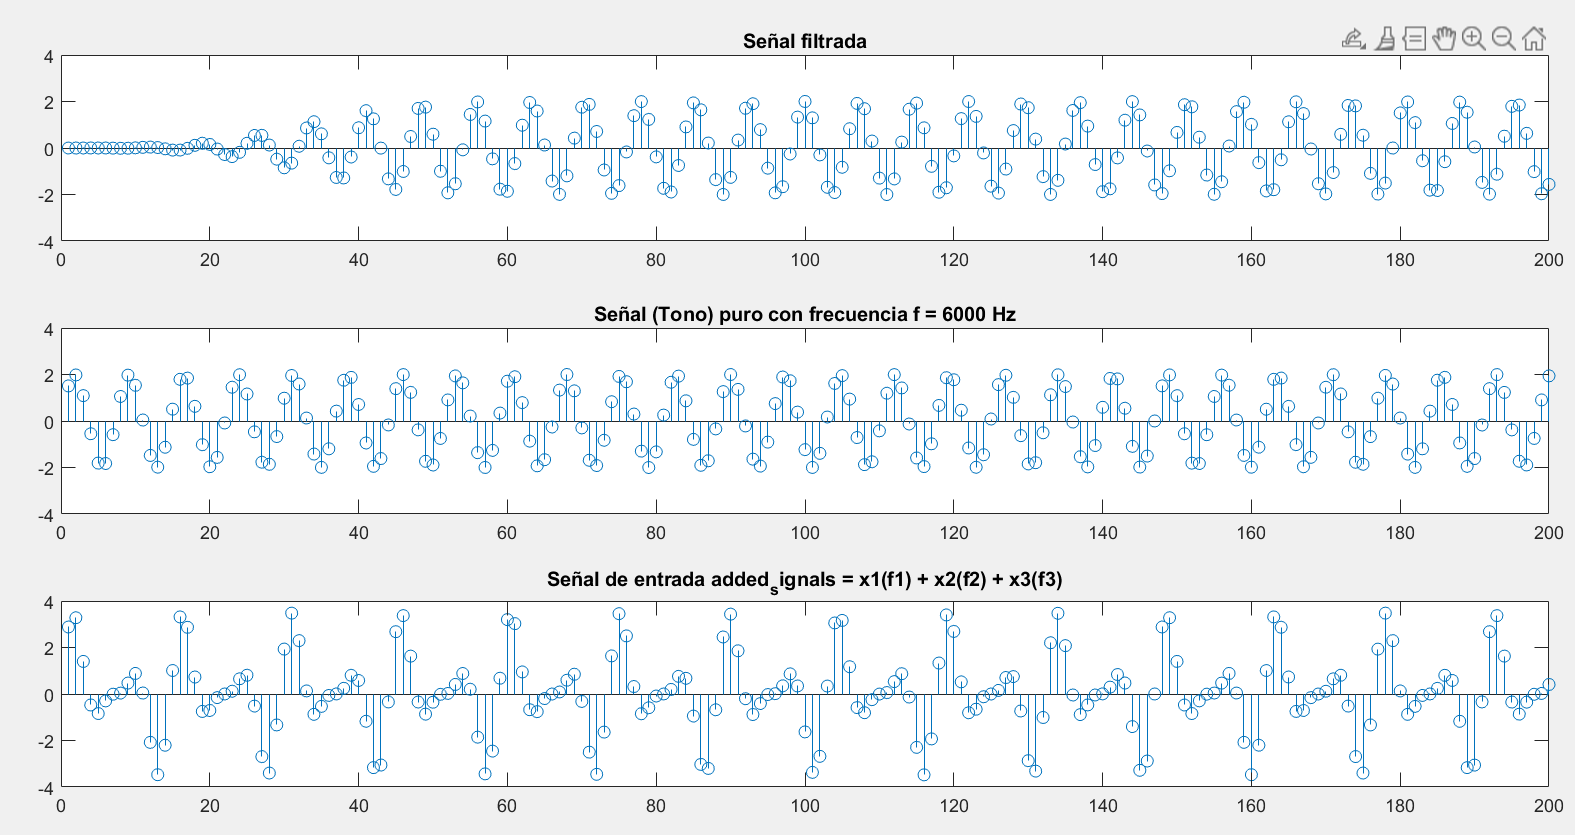 Señal filtrada
4
2
0
-2
-4
0 20 40 60 80 100 120 140 160 180 200
Señal (Tono) puro con frecuencia f = 6000 Hz
4
2
0
-2
-4
0 20 40 60 80 100 120 140 160 180 200
Señal de entrada added_signals = x1(f1) + x2(f2) + x3(f3)
4
2
0
-2
-4
0 20 40 60 80 100 120 140 160 180 200